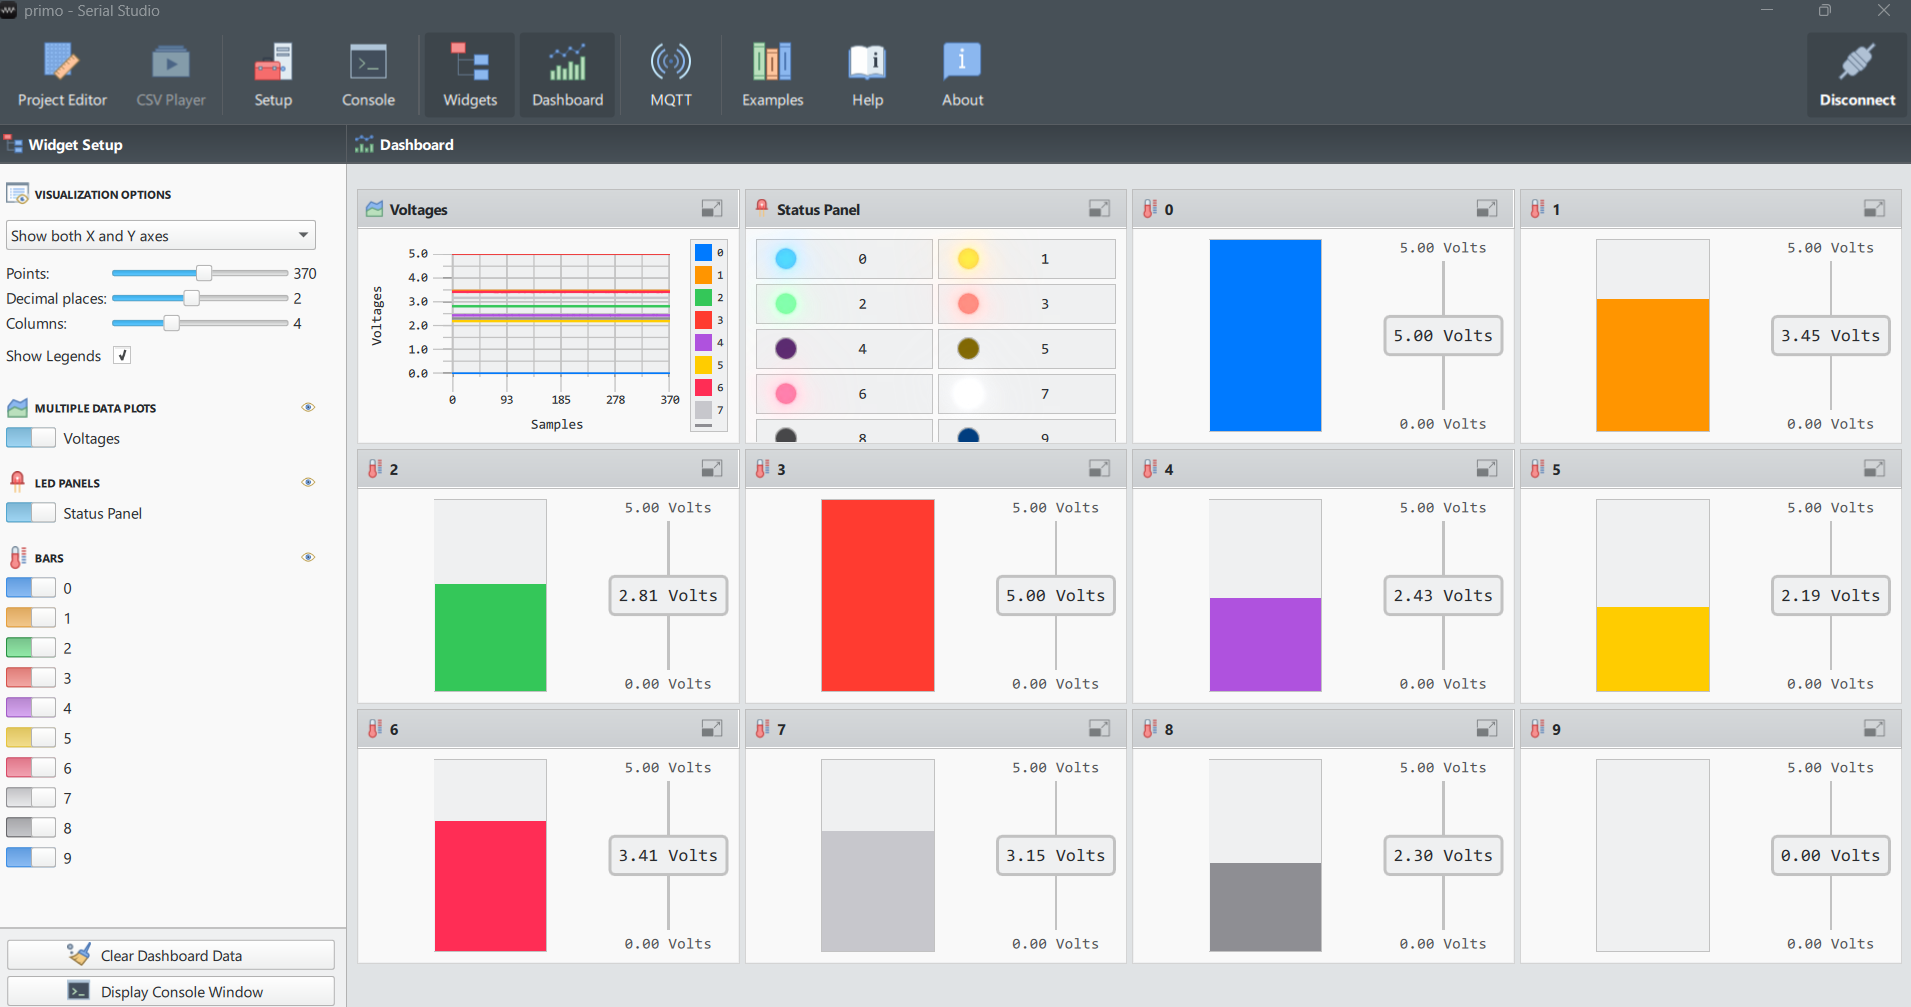 primo - Serial Studio
Project Editor
CSV Player
Setup
Console
Widgets
Dashboard
MQTT
Examples
Help
About
Disconnect
Widget Setup
VISUALIZATION OPTIONS
Show both X and Y axes
Points: 370
Decimal places: 2
Columns: 4
Show Legends
MULTIPLE DATA PLOTS
Voltages
LED PANELS
Status Panel
BARS
0
1
2
3
4
5
6
7
8
9
Clear Dashboard Data
Display Console Window
Dashboard
Voltages
Voltages
5.0
4.0
3.0
2.0
1.0
0.0
0 93 185 278 370
Samples
0
1
2
3
4
5
6
7
Status Panel
0 1
2 3
4 5
6 7
8 9
0
5.00 Volts
5.00 Volts
0.00 Volts
1
5.00 Volts
3.45 Volts
0.00 Volts
2
5.00 Volts
2.81 Volts
0.00 Volts
3
5.00 Volts
5.00 Volts
0.00 Volts
4
5.00 Volts
2.43 Volts
0.00 Volts
5
5.00 Volts
2.19 Volts
0.00 Volts
6
5.00 Volts
3.41 Volts
0.00 Volts
7
5.00 Volts
3.15 Volts
0.00 Volts
8
5.00 Volts
2.30 Volts
0.00 Volts
9
5.00 Volts
0.00 Volts
0.00 Volts